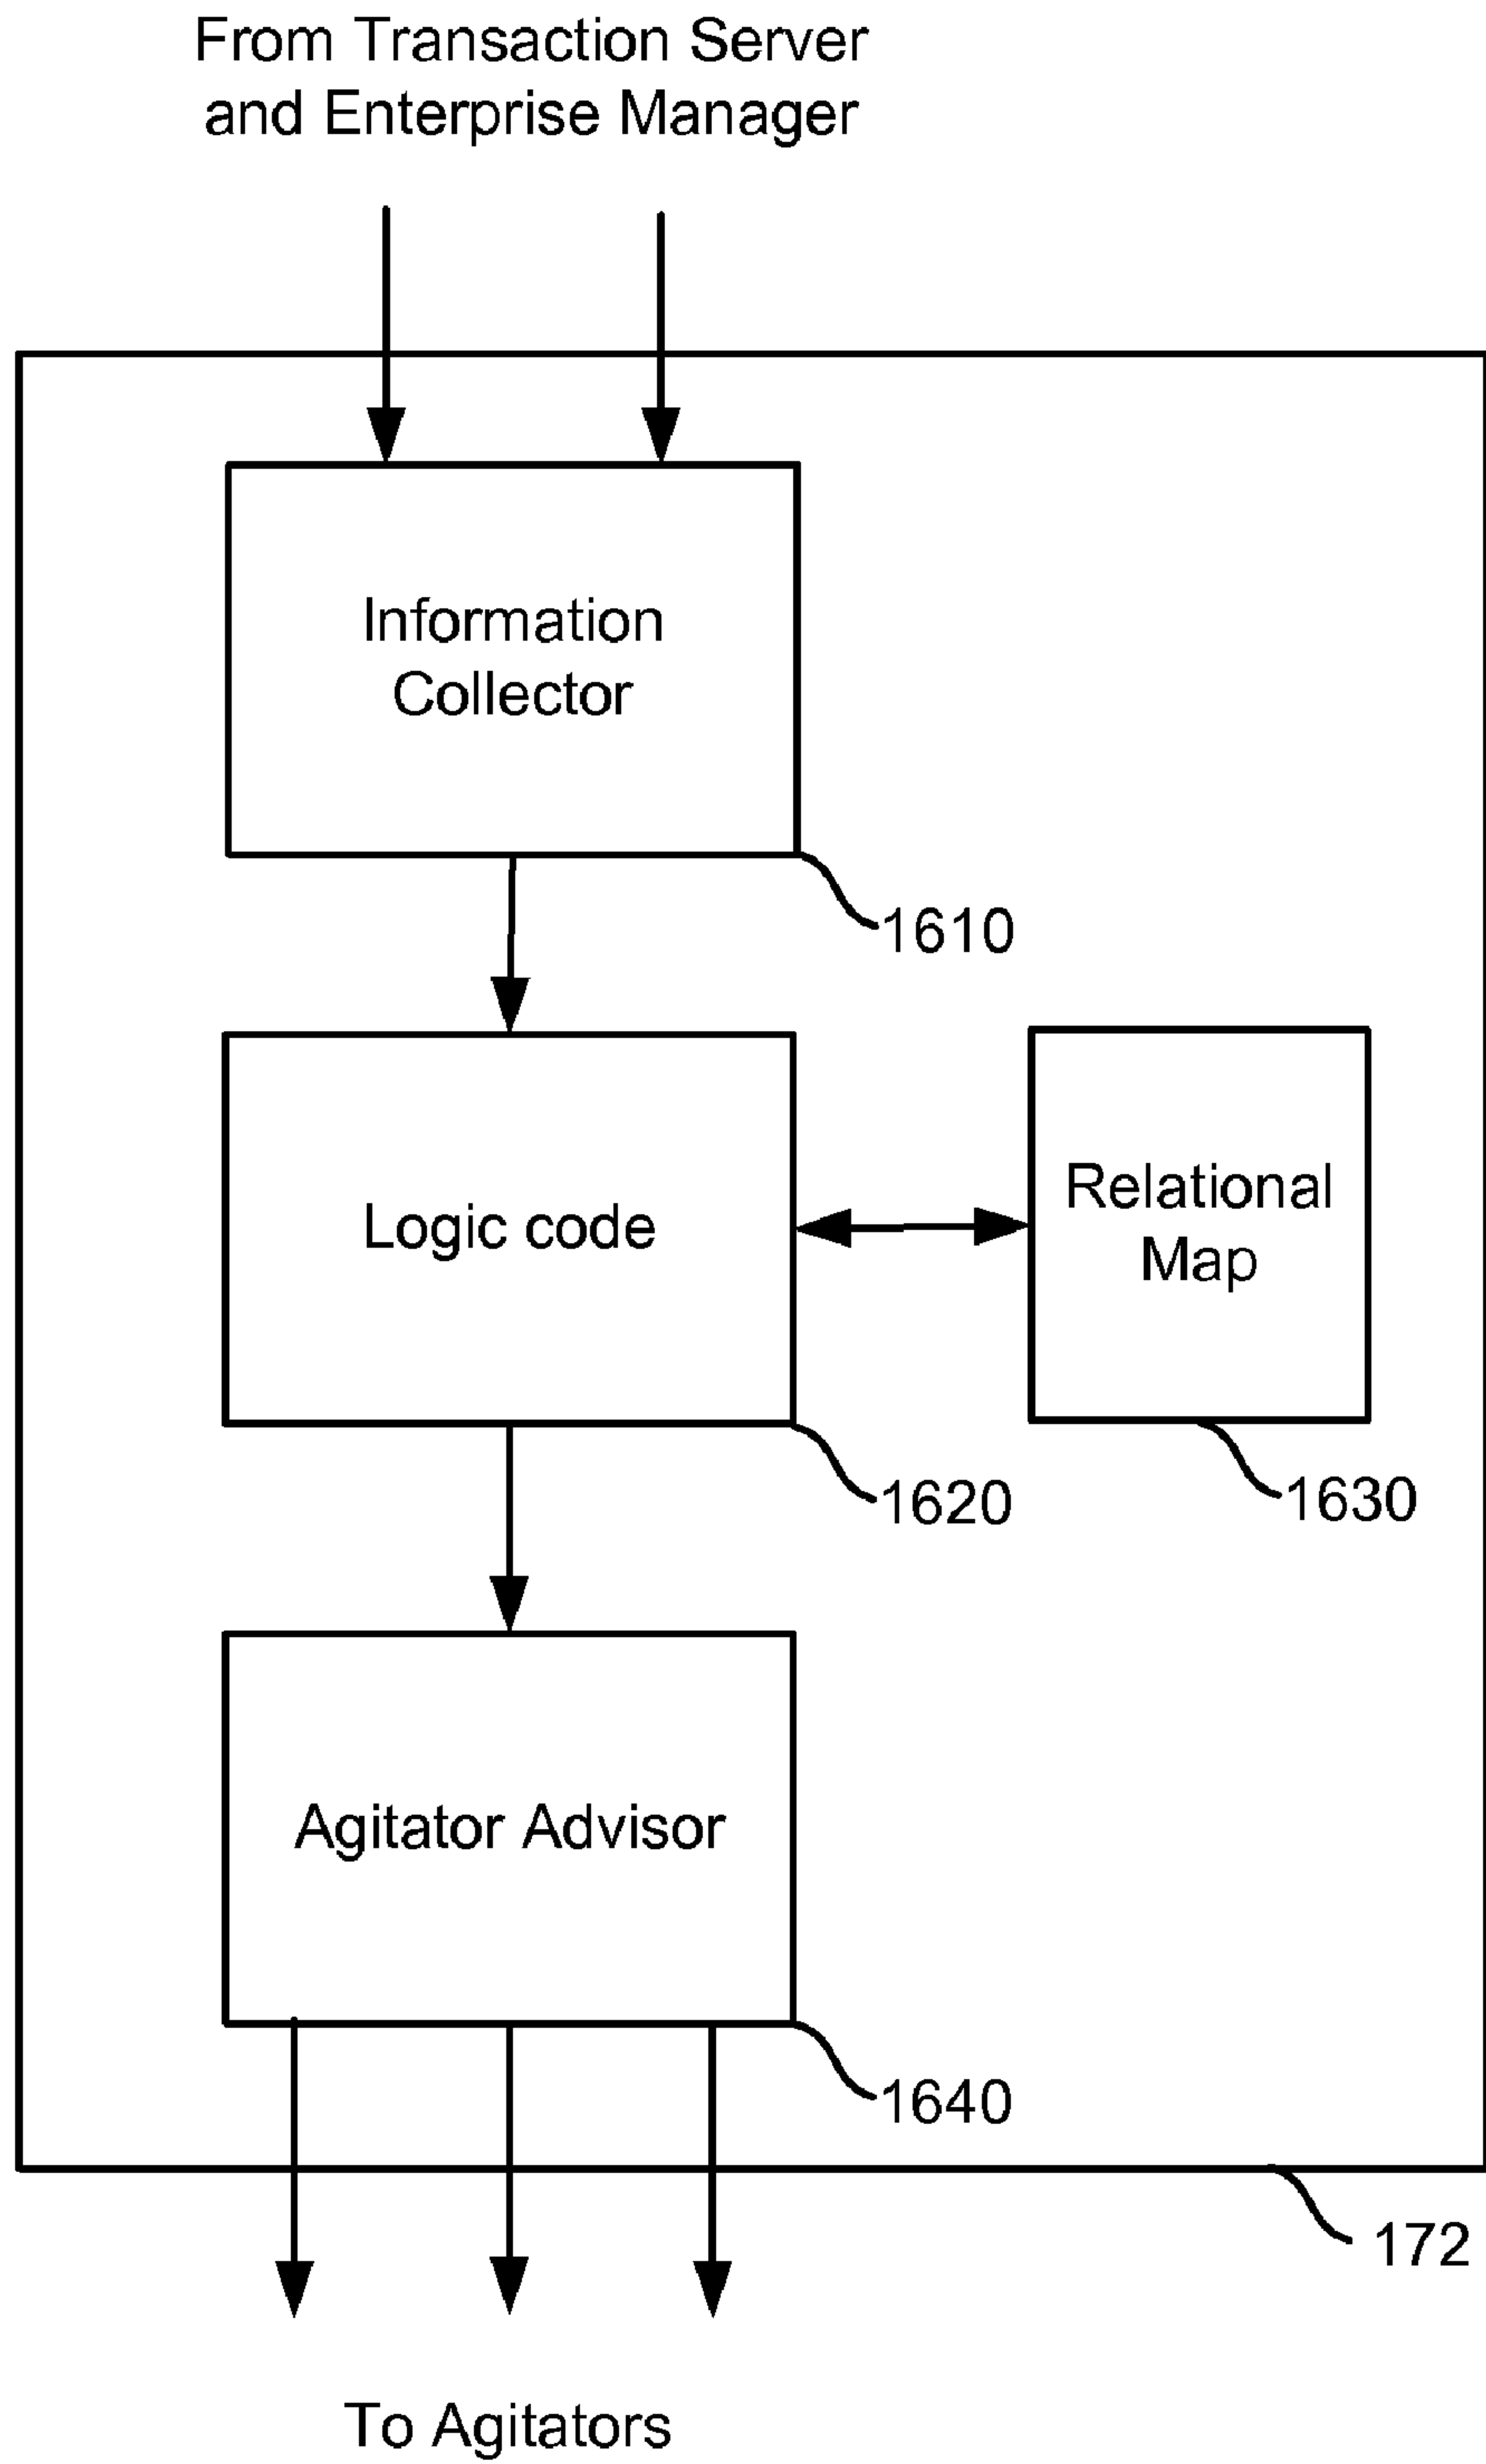 From Transaction Server
and Enterprise Manager
Information
Collector
1610
Logic code
Relational
Map
1620
1630
Agitator Advisor
1640
172
To Agitators